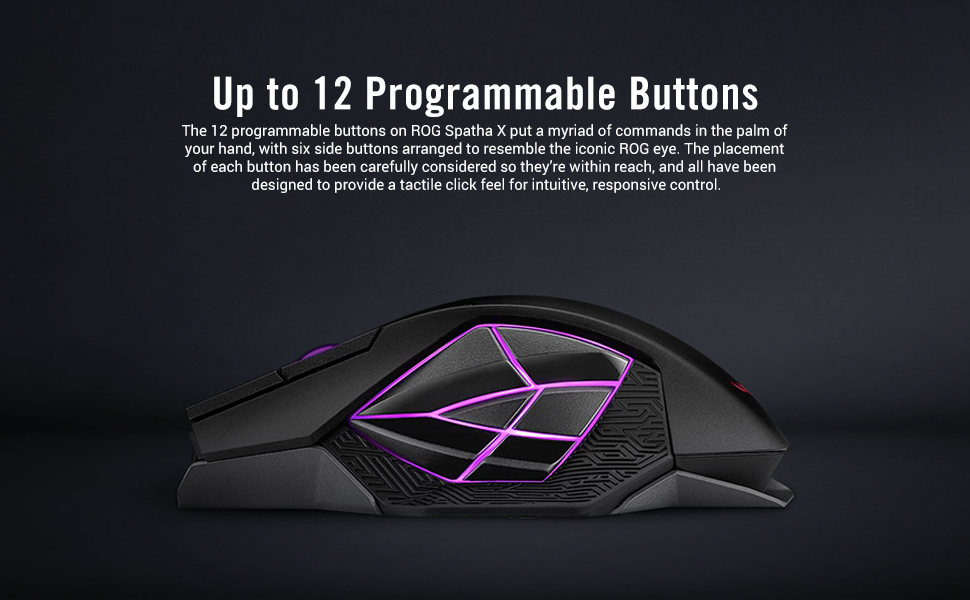 Up to 12 Programmable Buttons
The 12 programmable buttons on ROG Spatha X put a myriad of commands in the palm of
your hand, with six side buttons arranged to resemble the iconic ROG eye. The placement
of each button has been carefully considered so they're within reach, and all have been
designed to provide a tactile click feel for intuitive, responsive control.